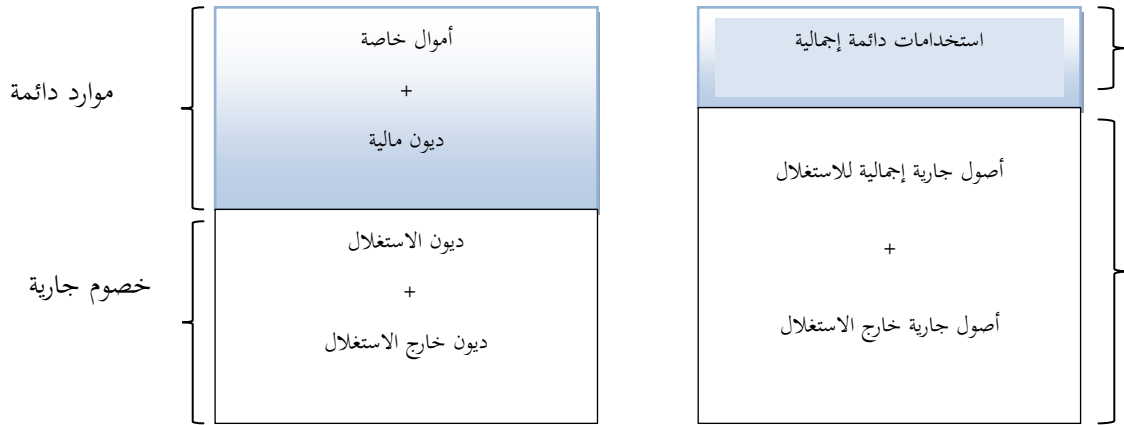 استخدامات دائمة إجمالية
أصول جارية إجمالية للاستغلال
+
أصول جارية خارج الاستغلال
أموال خاصة
+
ديون مالية
ديون الاستغلال
+
ديون خارج الاستغلال
موارد دائمة
خصوم جارية